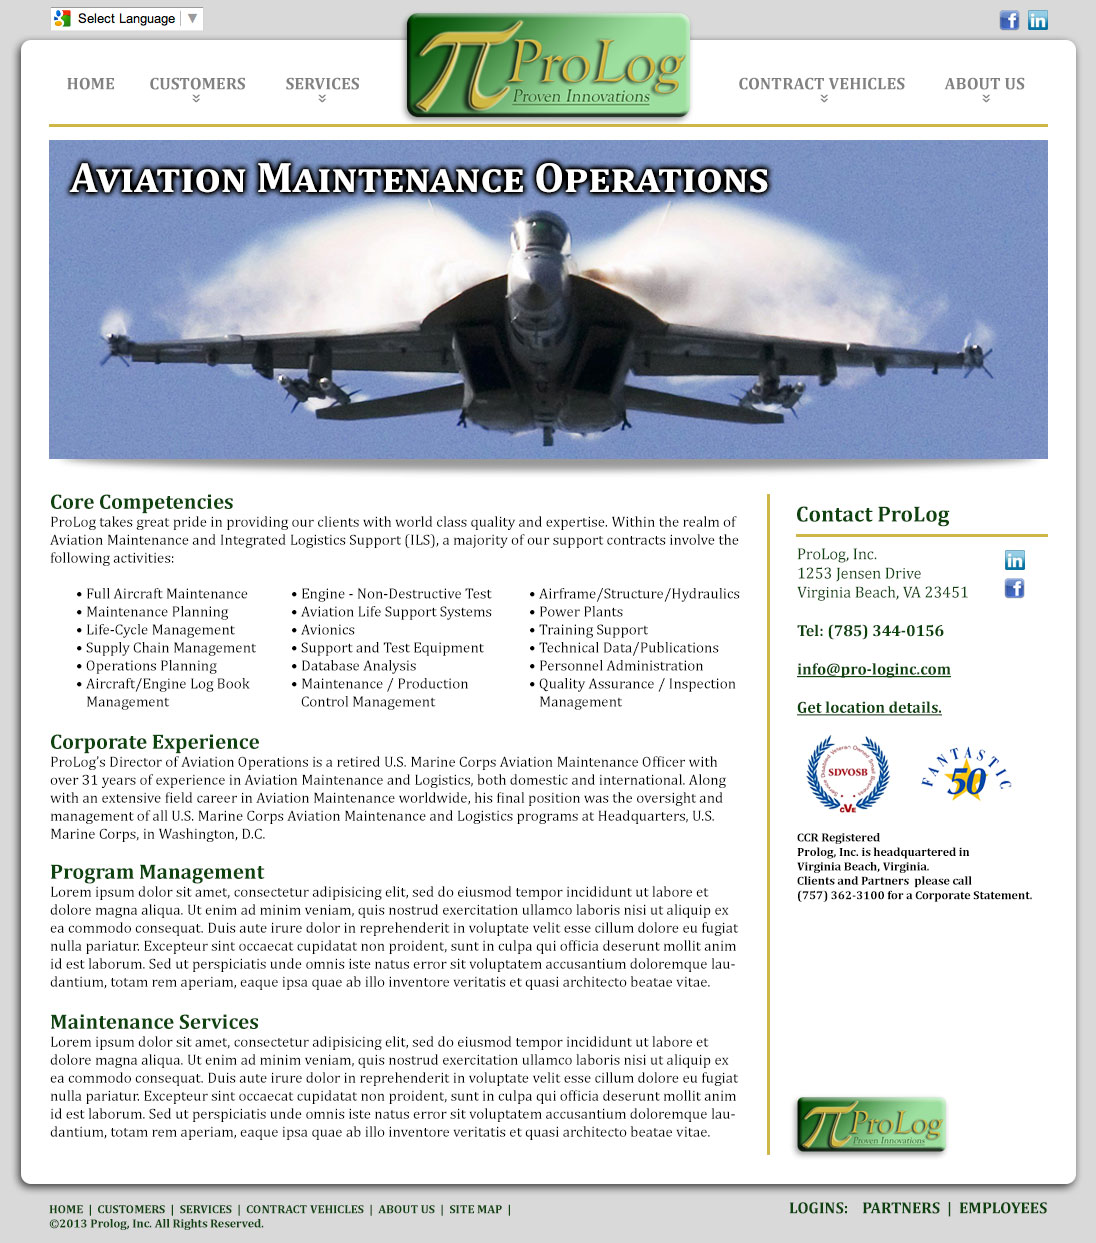 Select Language ▼
HOME CUSTOMERS SERVICES
ProLog
Proven Innovations
CONTRACT VEHICLES ABOUT US
AVIATION MAINTENANCE OPERATIONS
Core Competencies
ProLog takes great pride in providing our clients with world class quality and expertise. Within the realm of
Aviation Maintenance and Integrated Logistics Support (ILS), a majority of our support contracts involve the
following activities:
• Full Aircraft Maintenance
• Maintenance Planning
• Life-Cycle Management
• Supply Chain Management
• Operations Planning
• Aircraft/Engine Log Book
Management
• Engine - Non-Destructive Test
• Aviation Life Support Systems
• Avionics
• Support and Test Equipment
• Database Analysis
• Maintenance / Production
Control Management
• Airframe/Structure/Hydraulics
• Power Plants
• Training Support
• Technical Data/Publications
• Personnel Administration
• Quality Assurance / Inspection
Management
Corporate Experience
ProLog's Director of Aviation Operations is a retired U.S. Marine Corps Aviation Maintenance Officer with
over 31 years of experience in Aviation Maintenance and Logistics, both domestic and international. Along
with an extensive field career in Aviation Maintenance worldwide, his final position was the oversight and
management of all U.S. Marine Corps Aviation Maintenance and Logistics programs at Headquarters, U.S.
Marine Corps, in Washington, D.C.
Program Management
Lorem ipsum dolor sit amet, consectetur adipisicing elit, sed do eiusmod tempor incididunt ut labore et
dolore magna aliqua. Ut enim ad minim veniam, quis nostrud exercitation ullamco laboris nisi ut aliquip ex
ea commodo consequat. Duis aute irure dolor in reprehenderit in voluptate velit esse cillum dolore eu fugiat
nulla pariatur. Excepteur sint occaecat cupidatat non proident, sunt in culpa qui officia deserunt mollit anim
id est laborum. Sed ut perspiciatis unde omnis iste natus error sit voluptatem accusantium doloremque lau-
dantium, totam rem aperiam, eaque ipsa quae ab illo inventore veritatis et quasi architecto beatae vitae.
Maintenance Services
Lorem ipsum dolor sit amet, consectetur adipisicing elit, sed do eiusmod tempor incididunt ut labore et
dolore magna aliqua. Ut enim ad minim veniam, quis nostrud exercitation ullamco laboris nisi ut aliquip ex
ea commodo consequat. Duis aute irure dolor in reprehenderit in voluptate velit esse cillum dolore eu fugiat
nulla pariatur. Excepteur sint occaecat cupidatat non proident, sunt in culpa qui officia deserunt mollit anim
id est laborum. Sed ut perspiciatis unde omnis iste natus error sit voluptatem accusantium doloremque lau-
dantium, totam rem aperiam, eaque ipsa quae ab illo inventore veritatis et quasi architecto beatae vitae.
Contact ProLog
ProLog, Inc.
1253 Jensen Drive
Virginia Beach, VA 23451
Tel: (785) 344-0156
info@pro-loginc.com
Get location details.
Service Disabled Veteran Owned Small Business
SDVOSB
CVE
FANTASTIC
50
CCR Registered
Prolog, Inc. is headquartered in
Virginia Beach, Virginia.
Clients and Partners please call
(757) 362-3100 for a Corporate Statement.
ProLog
Proven Innovations
HOME | CUSTOMERS | SERVICES | CONTRACT VEHICLES | ABOUT US | SITE MAP |
©2013 Prolog, Inc. All Rights Reserved.
LOGINS: PARTNERS | EMPLOYEES